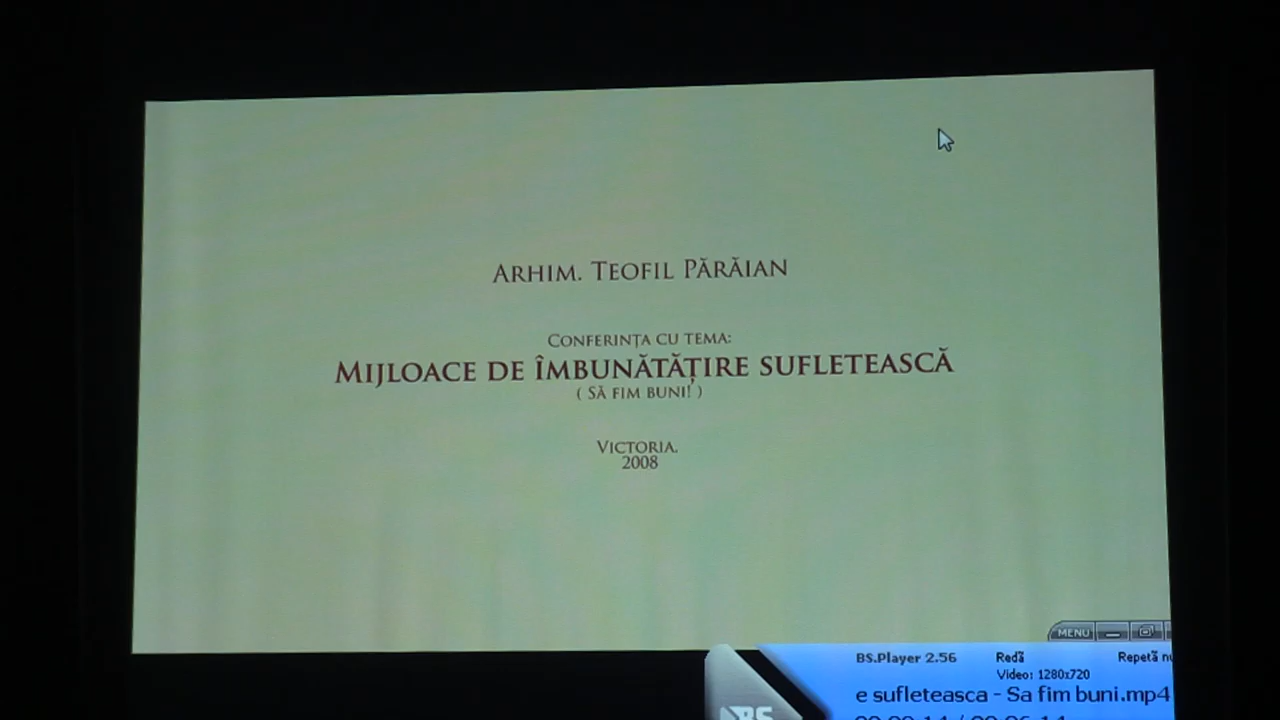 ARHIM. TEOFIL PĂRĂIAN
CONFERINȚA CU TEMA:
MIJLOACE DE ÎMBUNĂTĂȚIRE SUFLETEASCĂ
( SĂ FIM BUNI! )
VICTORIA.
2008
MENU
BS.Player 2.56 Redă Repetă
Video: 1280x720
e sufleteasca - Sa fim buni.mp4
BS